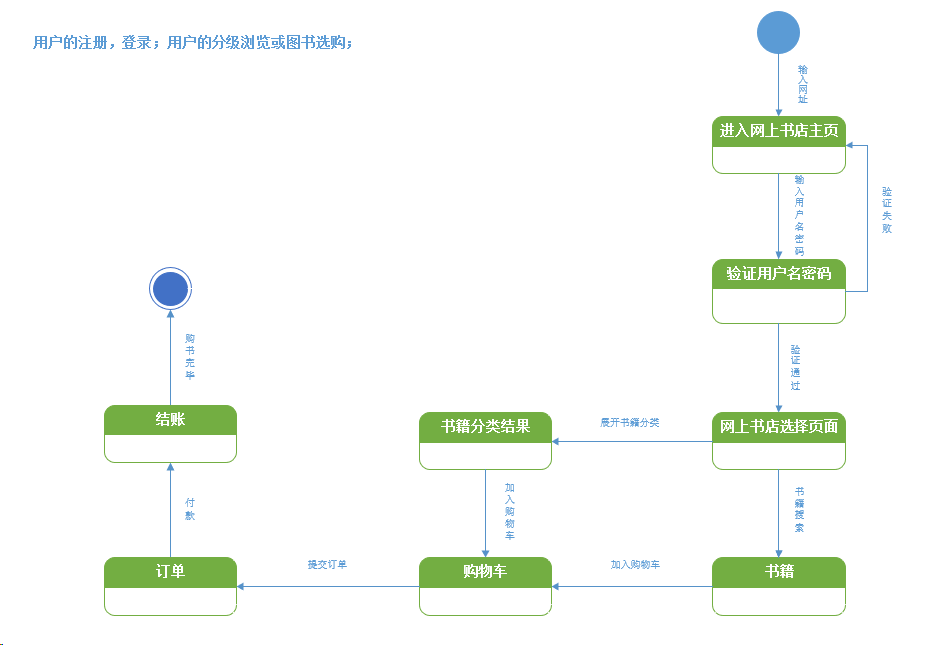 用户的注册，登录；用户的分级浏览或图书选购；
输入网址
进入网上书店主页
输入用户名密码
验证失败
验证用户名密码
验证通过
购书完毕
结账
书籍分类结果
展开书籍分类
网上书店选择页面
付款
加入购物车
书籍搜索
订单
提交订单
购物车
加入购物车
书籍